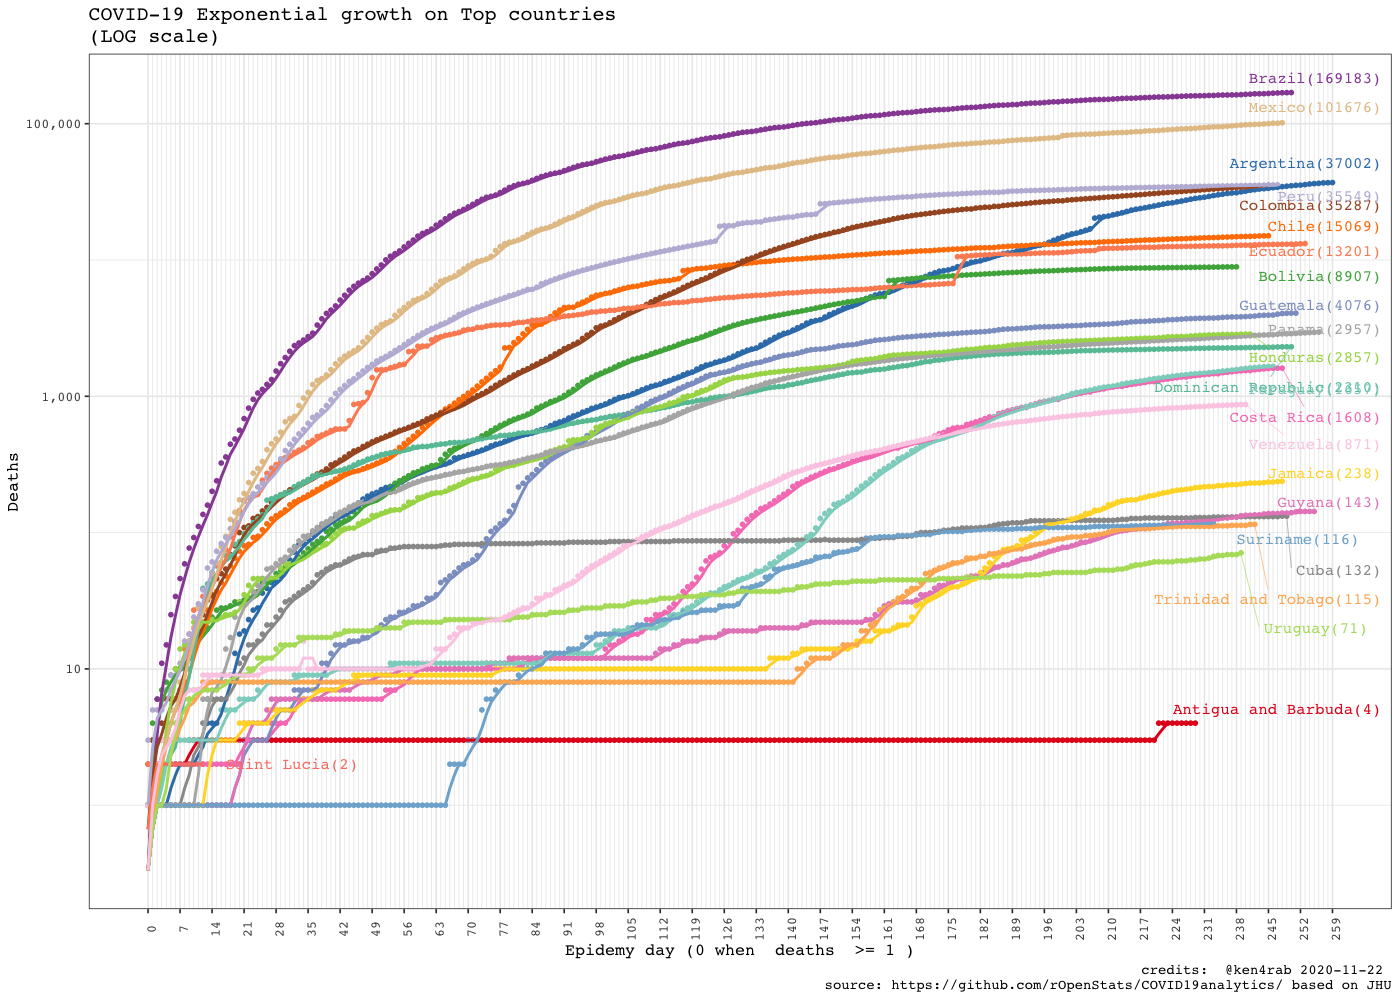 COVID-19 Exponential growth on Top countries
(LOG scale)
Brazil(169183)
Mexico(101676)
100,000
Argentina(37002)
Peru(35549)
Colombia(35287)
Chile(15069)
Ecuador(13201)
Bolivia(8907)
Guatemala(4076)
Panama(2957)
Honduras(2857)
Dominican Republic(2310)
1,000
Costa Rica(1608)
Venezuela(871)
Jamaica(238)
Guyana(143)
Deaths
Suriname(116)
Cuba(132)
Trinidad and Tobago(115)
Uruguay(71)
10
Antigua and Barbuda(4)
Saint Lucia(2)
0 7 14 21 28 35 42 49 56 63 70 77 84 91 98 105 112 119 126 133 140 147 154 161 168 175 182 189 196 203 210 217 224 231 238 245 252 259
Epidemy day (0 when  deaths  >= 1 )
credits:  @ken4rab 2020-11-22
source: https://github.com/rOpenStats/COVID19analytics/ based on JHU